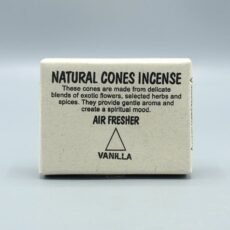 NATURAL CONES INCENSE
These cones are made from delicate
blends of exotic flowers, selected herbs and
spices. They provide gentle aroma and
create a spiritual mood.
AIR FRESHER
VANILLA